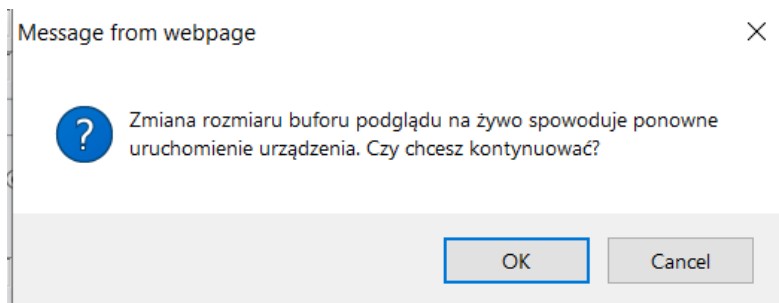 Message from webpage
Zmiana rozmiaru buforu podglądu na żywo spowoduje ponowne
uruchomienie urządzenia. Czy chcesz kontynuować?
OK
Cancel